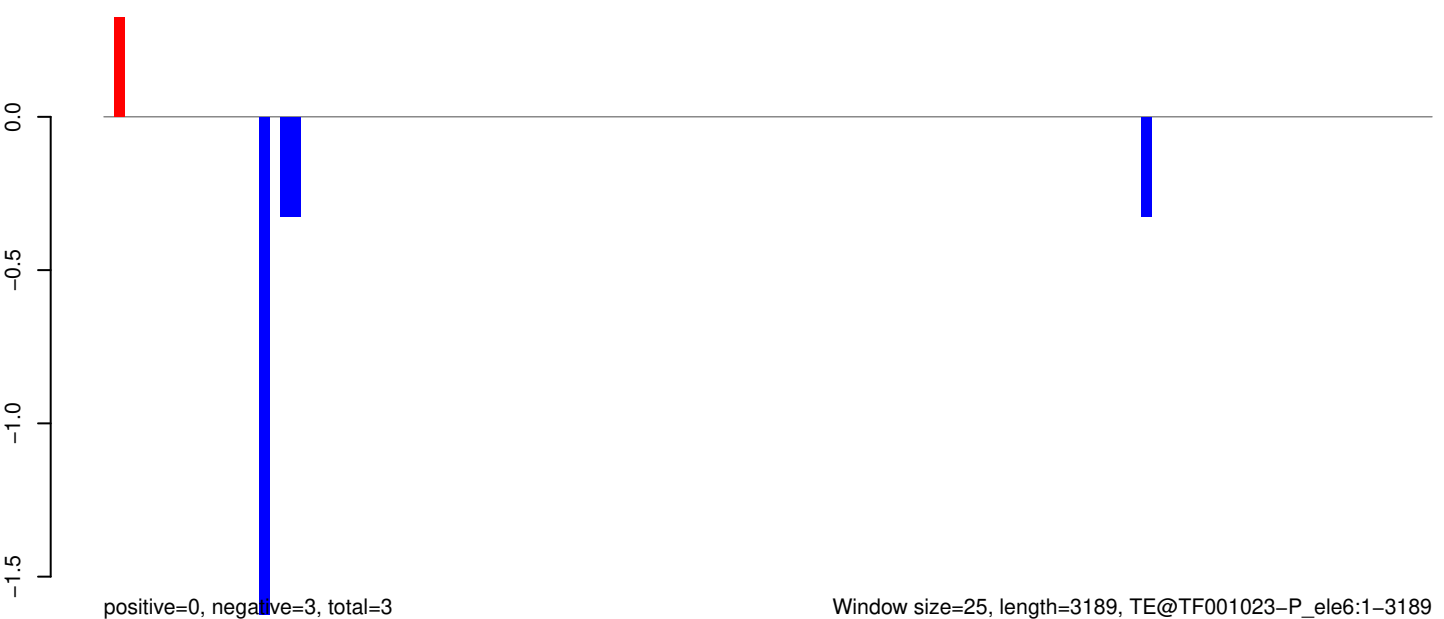 0.0
−0.5
−1.0
−1.5
positive=0, negative=3, total=3
Window size=25, length=3189, TE@TF001023−P_ele6:1−3189